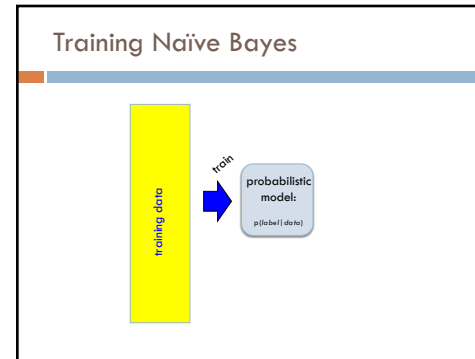 Training Naïve Bayes
training data
train
probabilistic
model:
p(label|data)